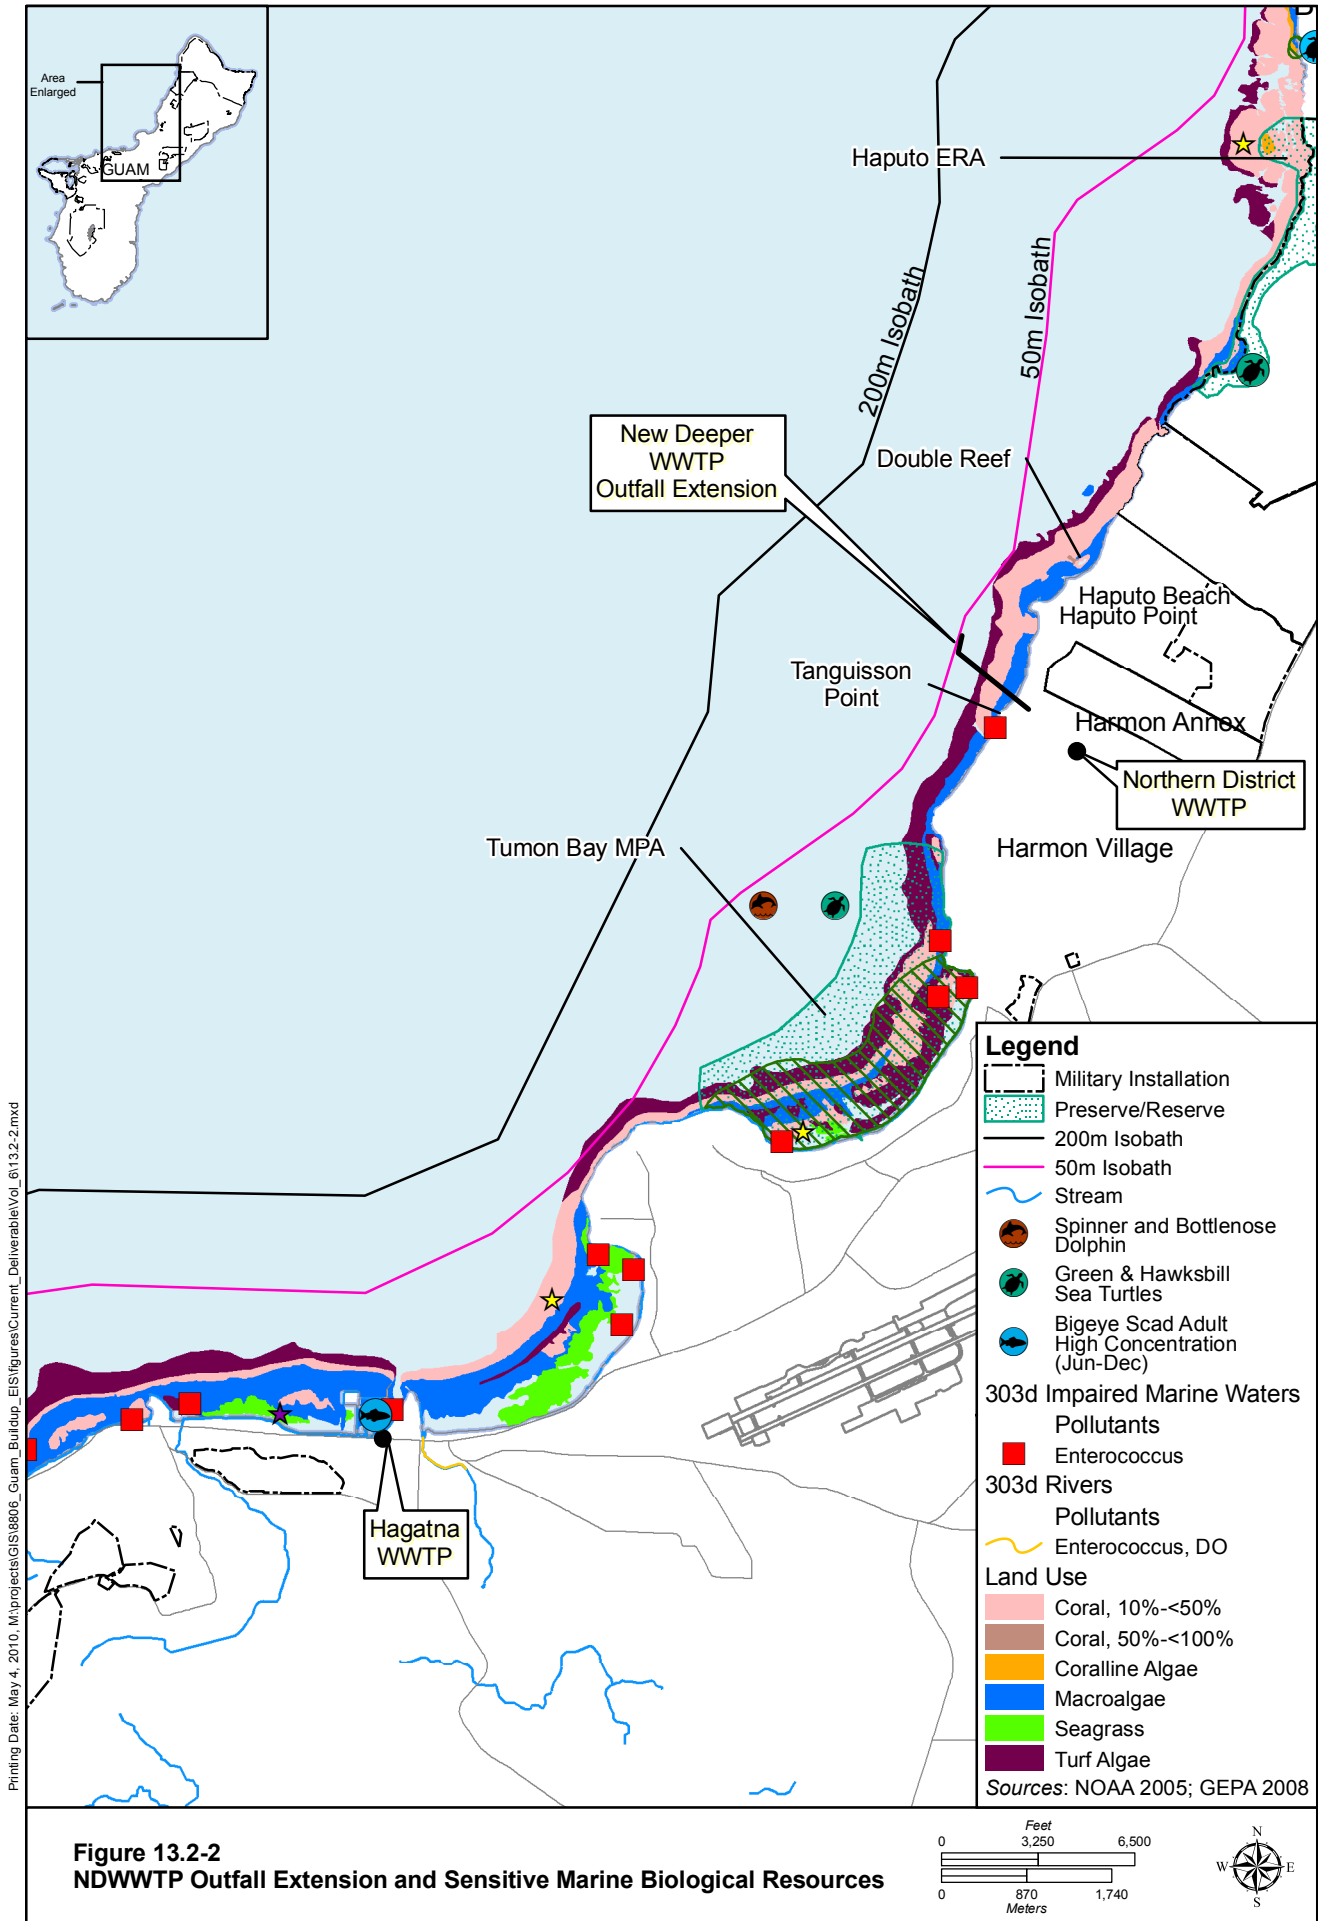 Area
Enlarged
GUAM
Haputo ERA
200m Isobath
50m Isobath
New Deeper
WWTP
Outfall Extension
Double Reef
Haputo Beach
Haputo Point
Tanguisson
Point
Harmon Annox
Northern District
WWTP
Tumon Bay MPA
Harmon Village
Hagatna
WWTP
Legend
Military Installation
Preserve/Reserve
200m Isobath
50m Isobath
Stream
Spinner and Bottlenose
Dolphin
Green & Hawksbill
Sea Turtles
Bigeye Scad Adult
High Concentration
(Jun-Dec)
303d Impaired Marine Waters
Pollutants
Enterococcus
303d Rivers
Pollutants
Enterococcus, DO
Land Use
Coral, 10%-<50%
Coral, 50%-<100%
Coralline Algae
Macroalgae
Seagrass
Turf Algae
Sources: NOAA 2005; GEPA 2008
Printing Date: May 4, 2010, M:\projects\GIS\8806_Guam_Buildup_EIS\figures\Current_Deliverable\Vol_6\13.2-2.mxd
Figure 13.2-2
NDWWTP Outfall Extension and Sensitive Marine Biological Resources
Feet
0 3,250 6,500
0 870 1,740
Meters
N
W E
S